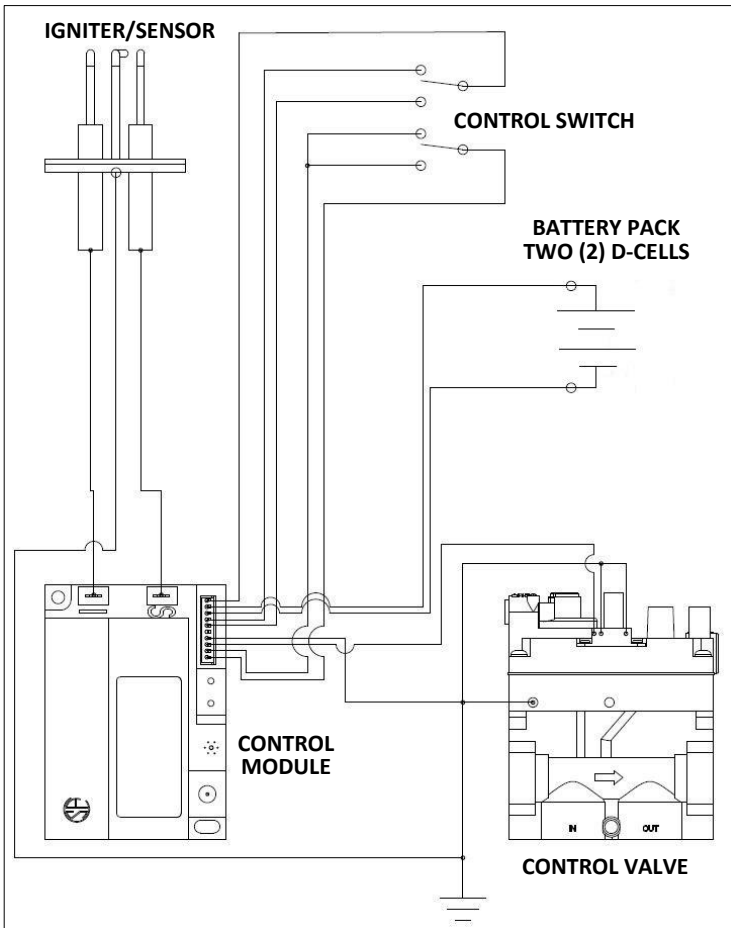 IGNITER/SENSOR
CONTROL SWITCH
BATTERY PACK
TWO (2) D-CELLS
I
S
CONTROL
MODULE
IN
OUT
CONTROL VALVE